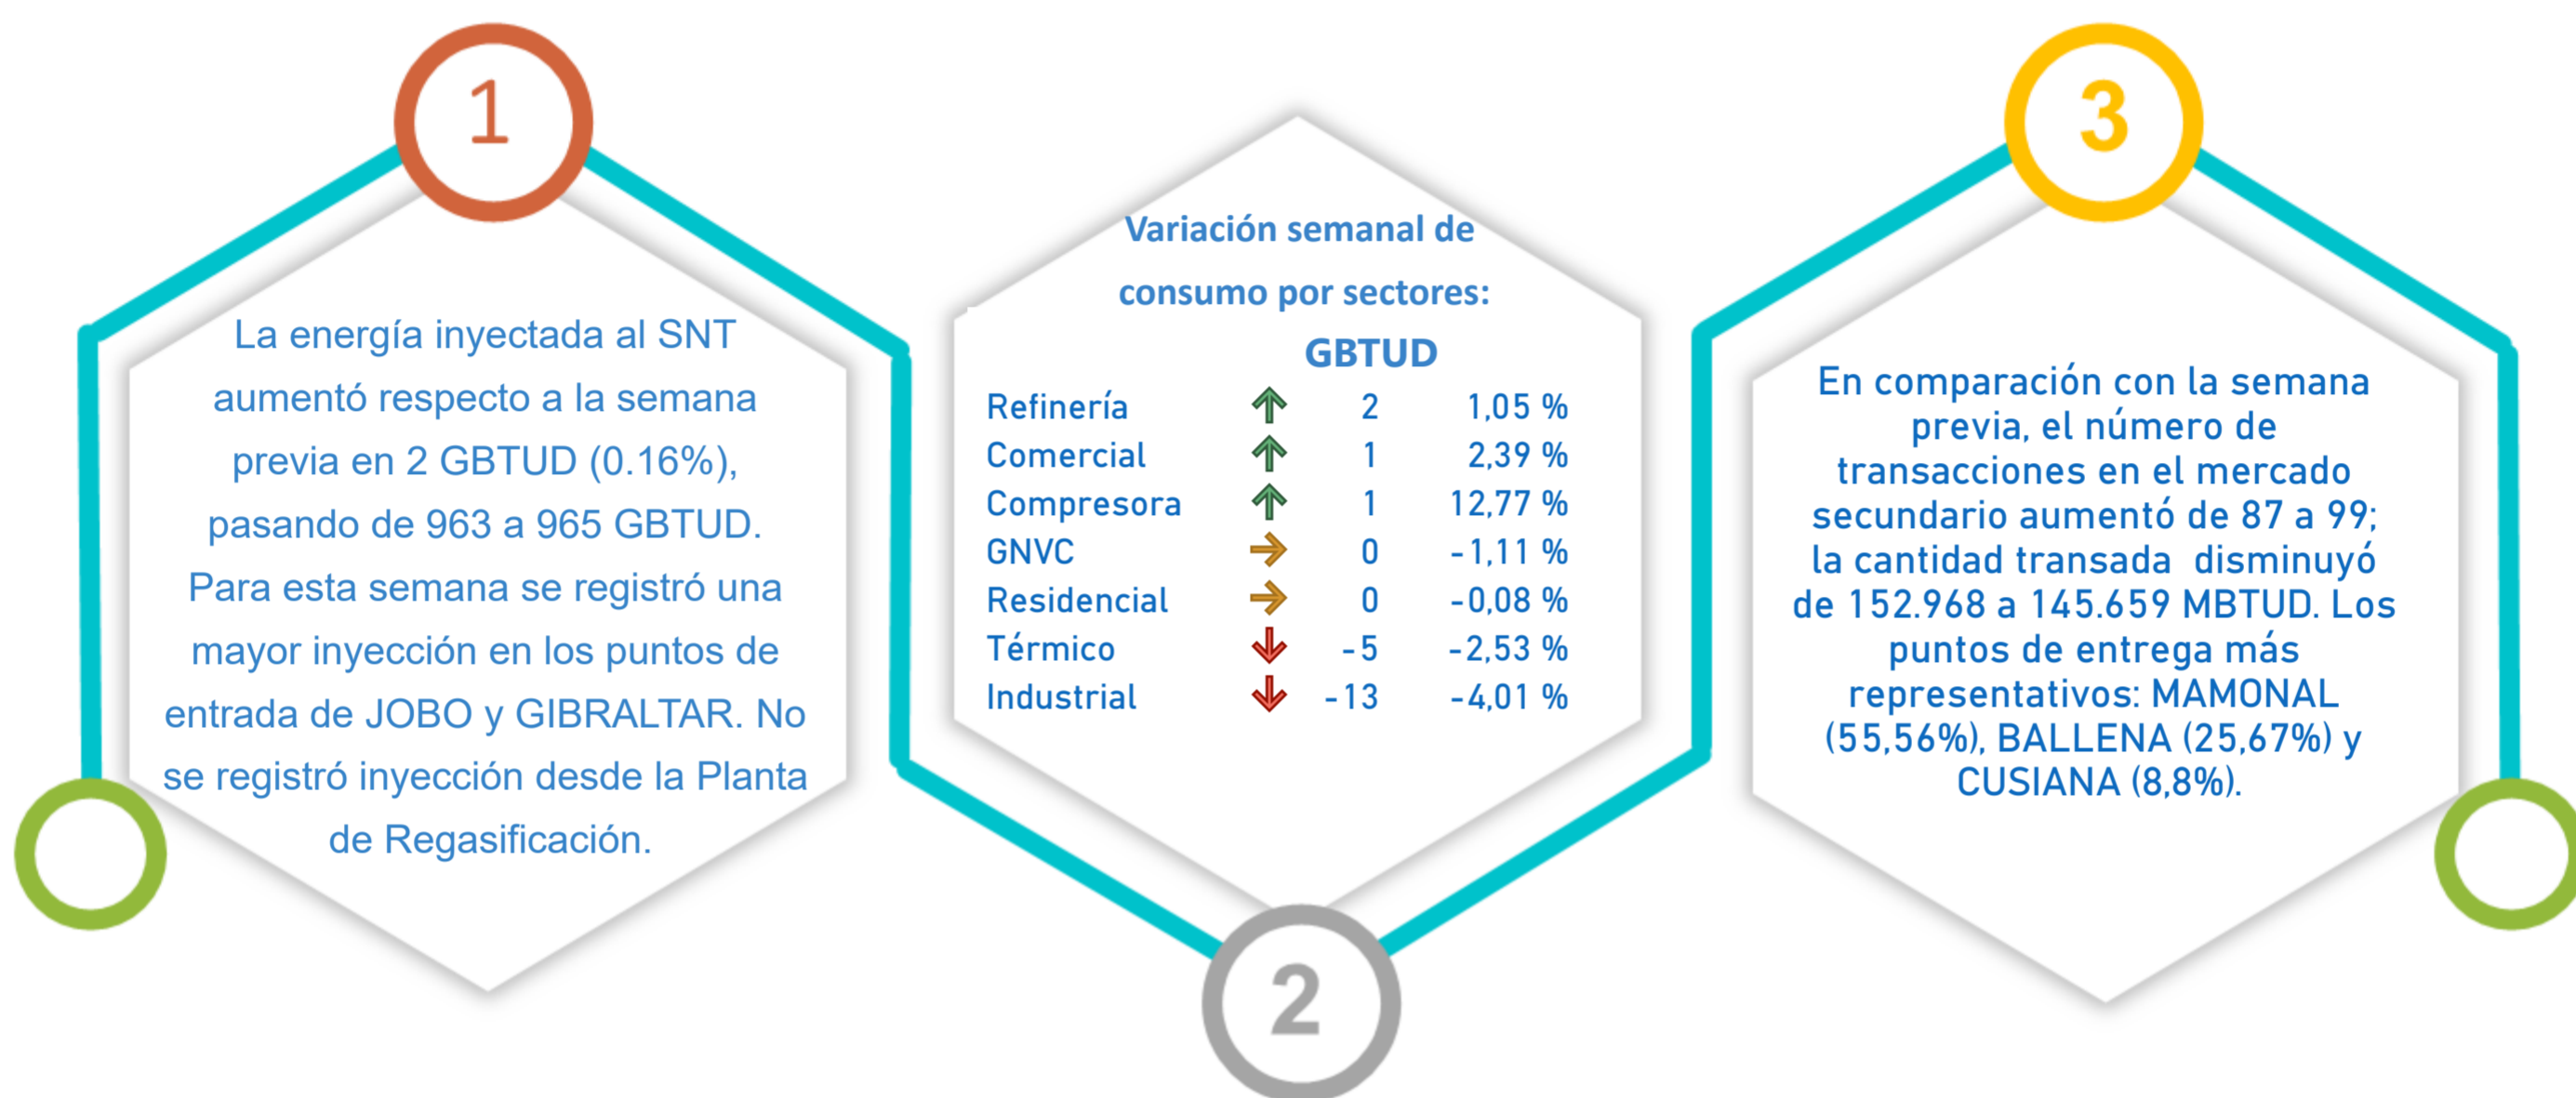 1
La energía inyectada al SNT
aumentó respecto a la semana
previa en 2 GBTUD (0.16%),
pasando de 963 a 965 GBTUD.
Para esta semana se registró una
mayor inyección en los puntos de
entrada de JOBO y GIBRALTAR. No
se registró inyección desde la Planta
de Regasificación.
Variación semanal de
consumo por sectores:
GBTUD
Refinería 2 1,05 %
Comercial 1 2,39 %
Compresora 1 12,77 %
GNVC 0 -1,11 %
Residencial 0 -0,08 %
Térmico -5 -2,53 %
Industrial -13 -4,01 %
2
3
En comparación con la semana
previa, el número de
transacciones en el mercado
secundario aumentó de 87 a 99;
la cantidad transada disminuyó
de 152.968 a 145.659 MBTUD. Los
puntos de entrega más
representativos: MAMONAL
(55,56%), BALLENA (25,67%) y
CUSIANA (8,8%).